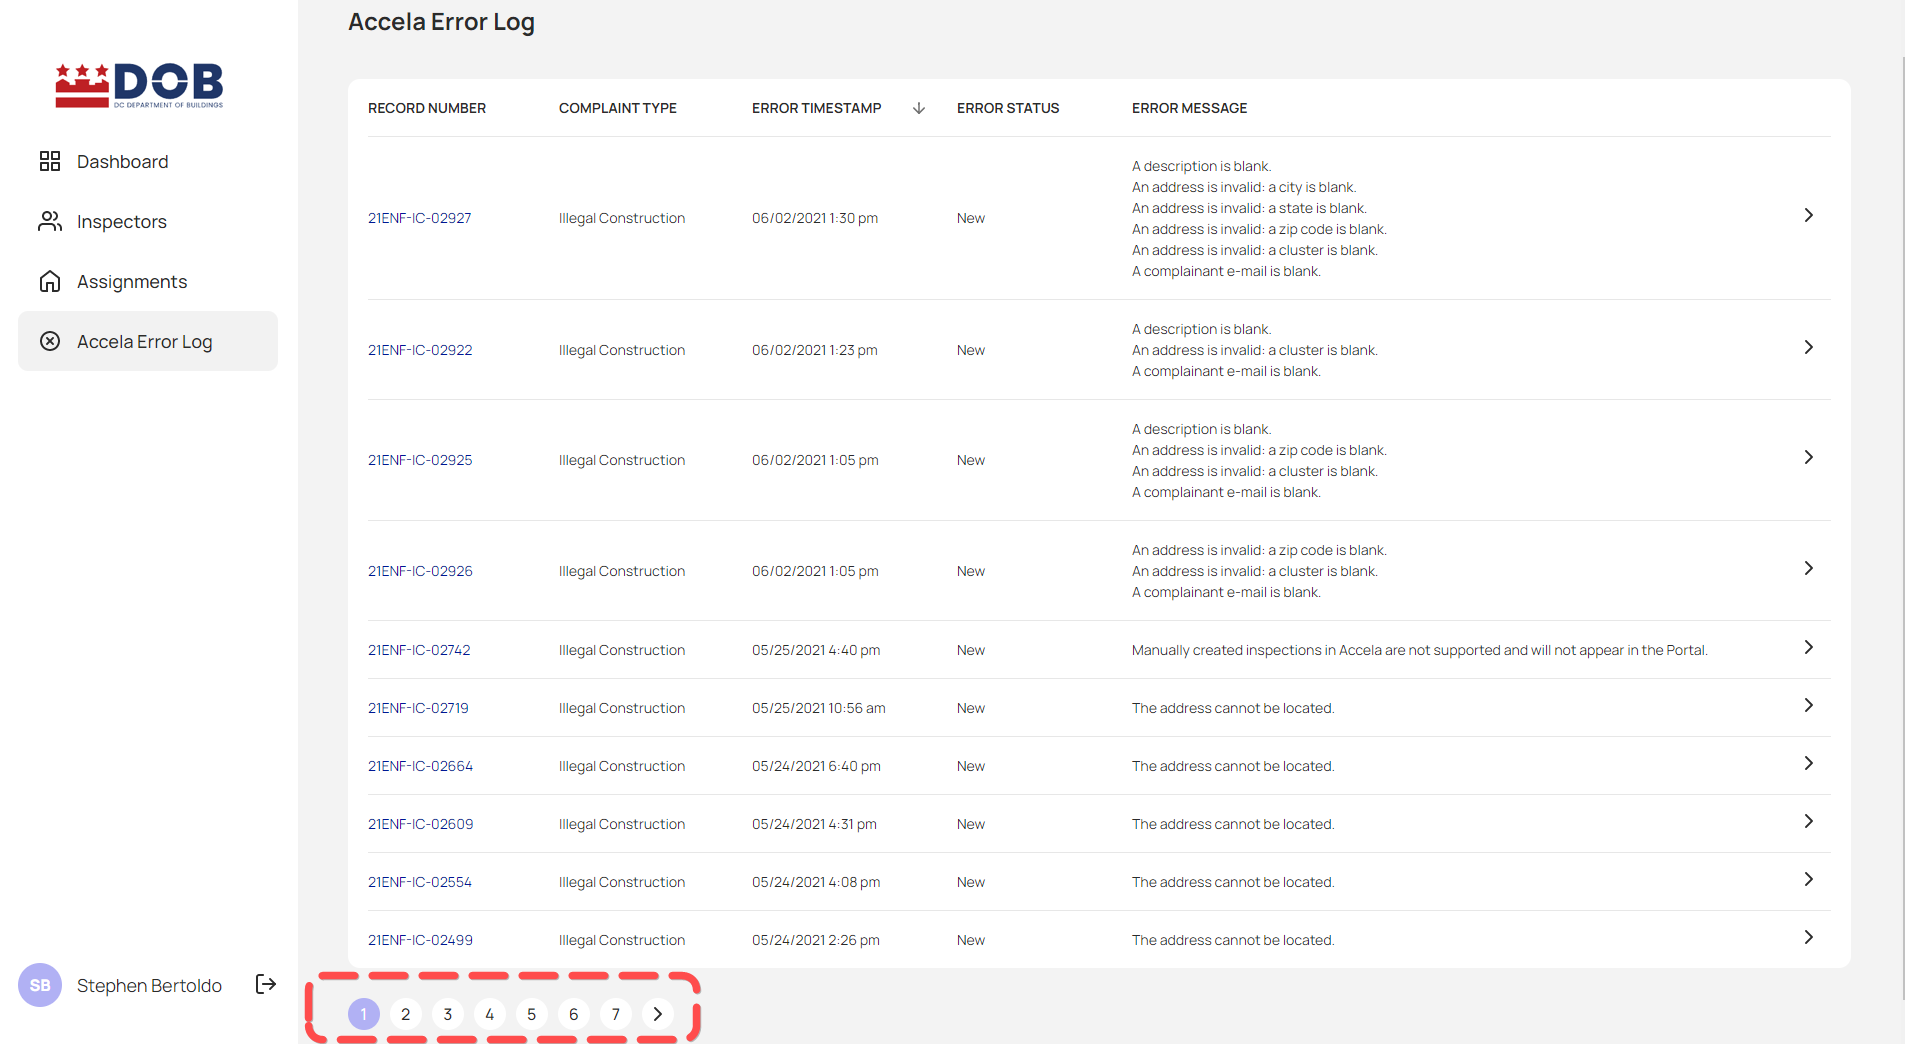 Accela Error Log
DOB
DC DEPARTMENT OF BUILDINGS
Dashboard
Inspectors
Assignments
Accela Error Log
SB Stephen Bertoldo
RECORD NUMBER COMPLAINT TYPE ERROR TIMESTAMP ERROR STATUS ERROR MESSAGE
A description is blank.
An address is invalid: a city is blank.
An address is invalid: a state is blank.
21ENF-IC-02927 Illegal Construction 06/02/2021 1:30 pm New
An address is invalid: a zip code is blank.
An address is invalid: a cluster is blank.
A complainant e-mail is blank.
A description is blank.
21ENF-IC-02922 Illegal Construction 06/02/2021 1:23 pm New An address is invalid: a cluster is blank.
A complainant e-mail is blank.
A description is blank.
An address is invalid: a zip code is blank.
21ENF-IC-02925 Illegal Construction 06/02/2021 1:05 pm New
An address is invalid: a cluster is blank.
A complainant e-mail is blank.
An address is invalid: a zip code is blank.
21ENF-IC-02926 Illegal Construction 06/02/2021 1:05 pm New An address is invalid: a cluster is blank.
A complainant e-mail is blank.
21ENF-IC-02742 Illegal Construction 05/25/2021 4:40 pm New Manually created inspections in Accela are not supported and will not appear in the Portal.
21ENF-IC-02719 Illegal Construction 05/25/2021 10:56 am New The address cannot be located.
21ENF-IC-02664 Illegal Construction 05/24/2021 6:40 pm New The address cannot be located.
21ENF-IC-02609 Illegal Construction 05/24/2021 4:31 pm New The address cannot be located.
21ENF-IC-02554 Illegal Construction 05/24/2021 4:08 pm New The address cannot be located.
21ENF-IC-02499 Illegal Construction 05/24/2021 2:26 pm New The address cannot be located.
1 2 3 4 5 6 7